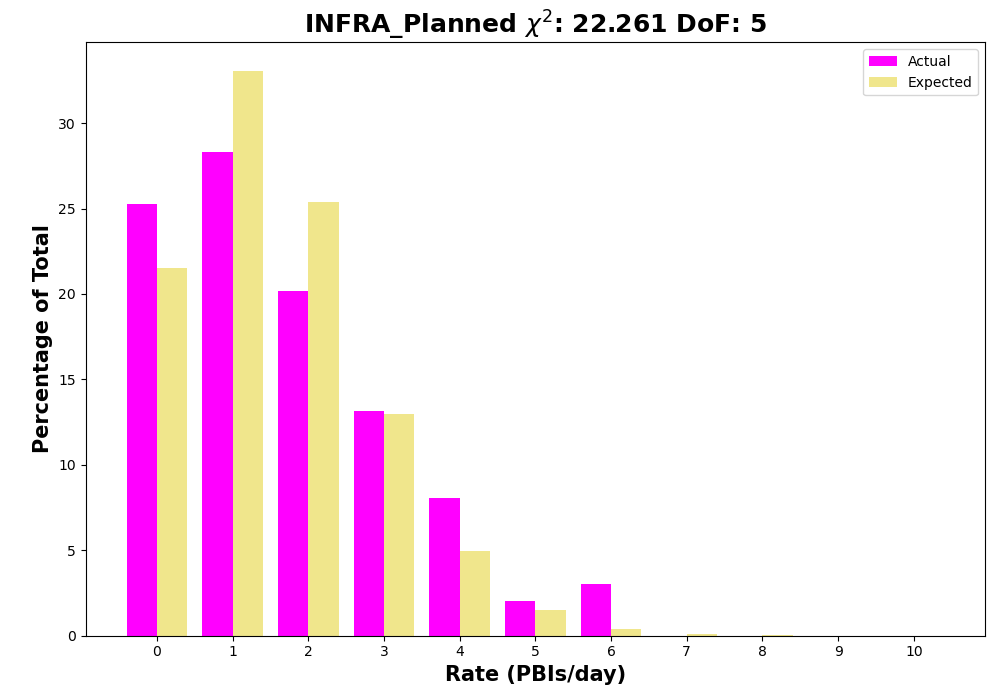 INFRA_Planned χ²: 22.261 DoF: 5
Actual
Expected
Percentage of Total
30
25
20
15
10
5
0
0 1 2 3 4 5 6 7 8 9 10
Rate (PBIs/day)